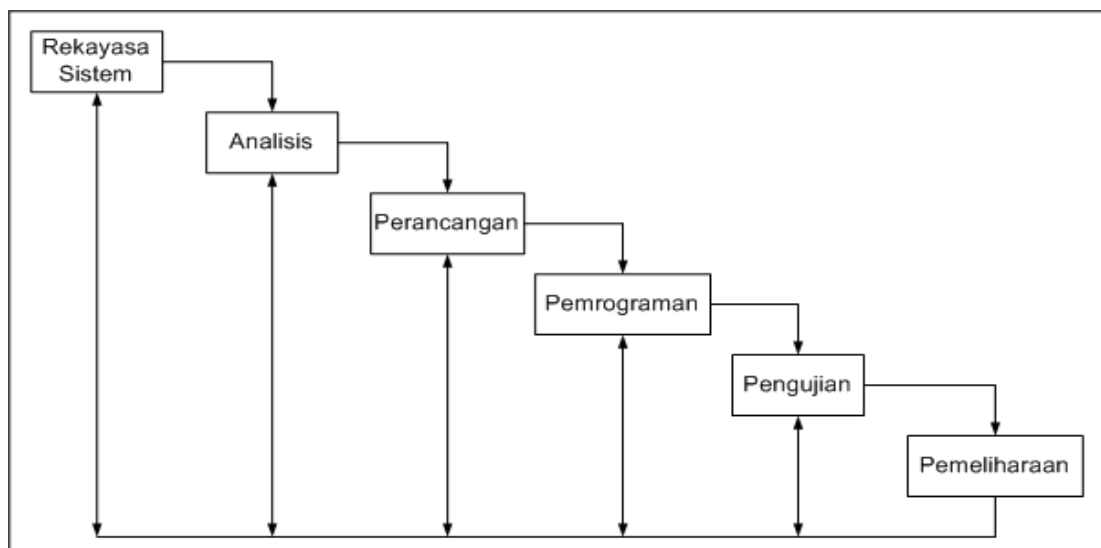 Rekayasa
Sistem
Analisis
Perancangan
Pemrograman
Pengujian
Pemeliharaan